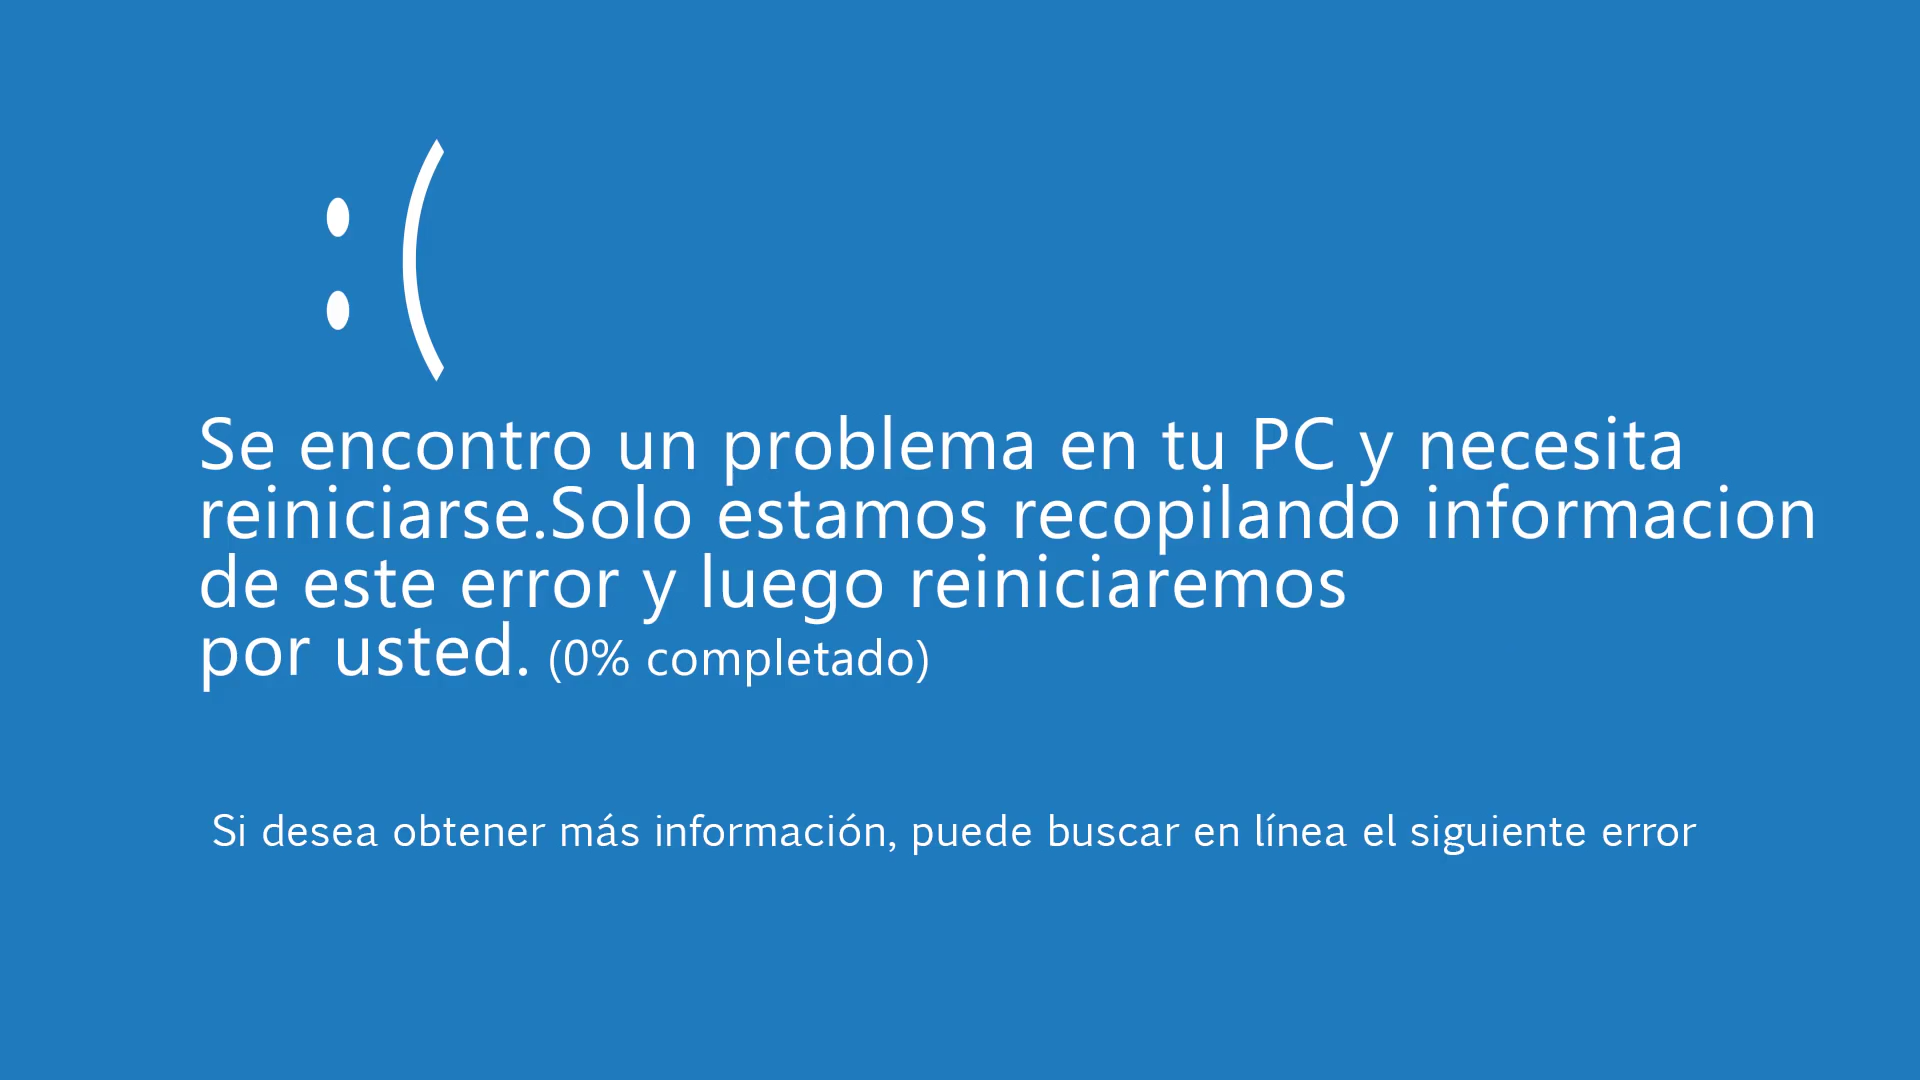 :(
Se encontro un problema en tu PC y necesita
reiniciarse.Solo estamos recopilando informacion
de este error y luego reiniciaremos
por usted. (0% completado)
Si desea obtener más información, puede buscar en línea el siguiente error